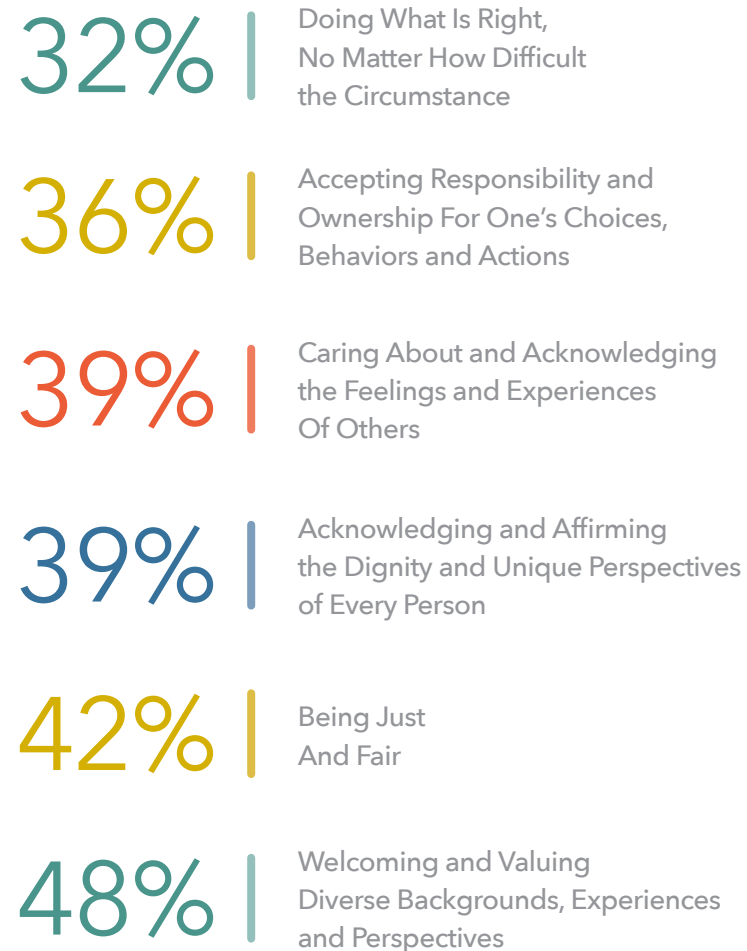 32%
Doing What Is Right,
No Matter How Difficult
the Circumstance
36%
Accepting Responsibility and
Ownership For One’s Choices,
Behaviors and Actions
39%
Caring About and Acknowledging
the Feelings and Experiences
Of Others
39%
Acknowledging and Affirming
the Dignity and Unique Perspectives
of Every Person
42%
Being Just
And Fair
48%
Welcoming and Valuing
Diverse Backgrounds, Experiences
and Perspectives